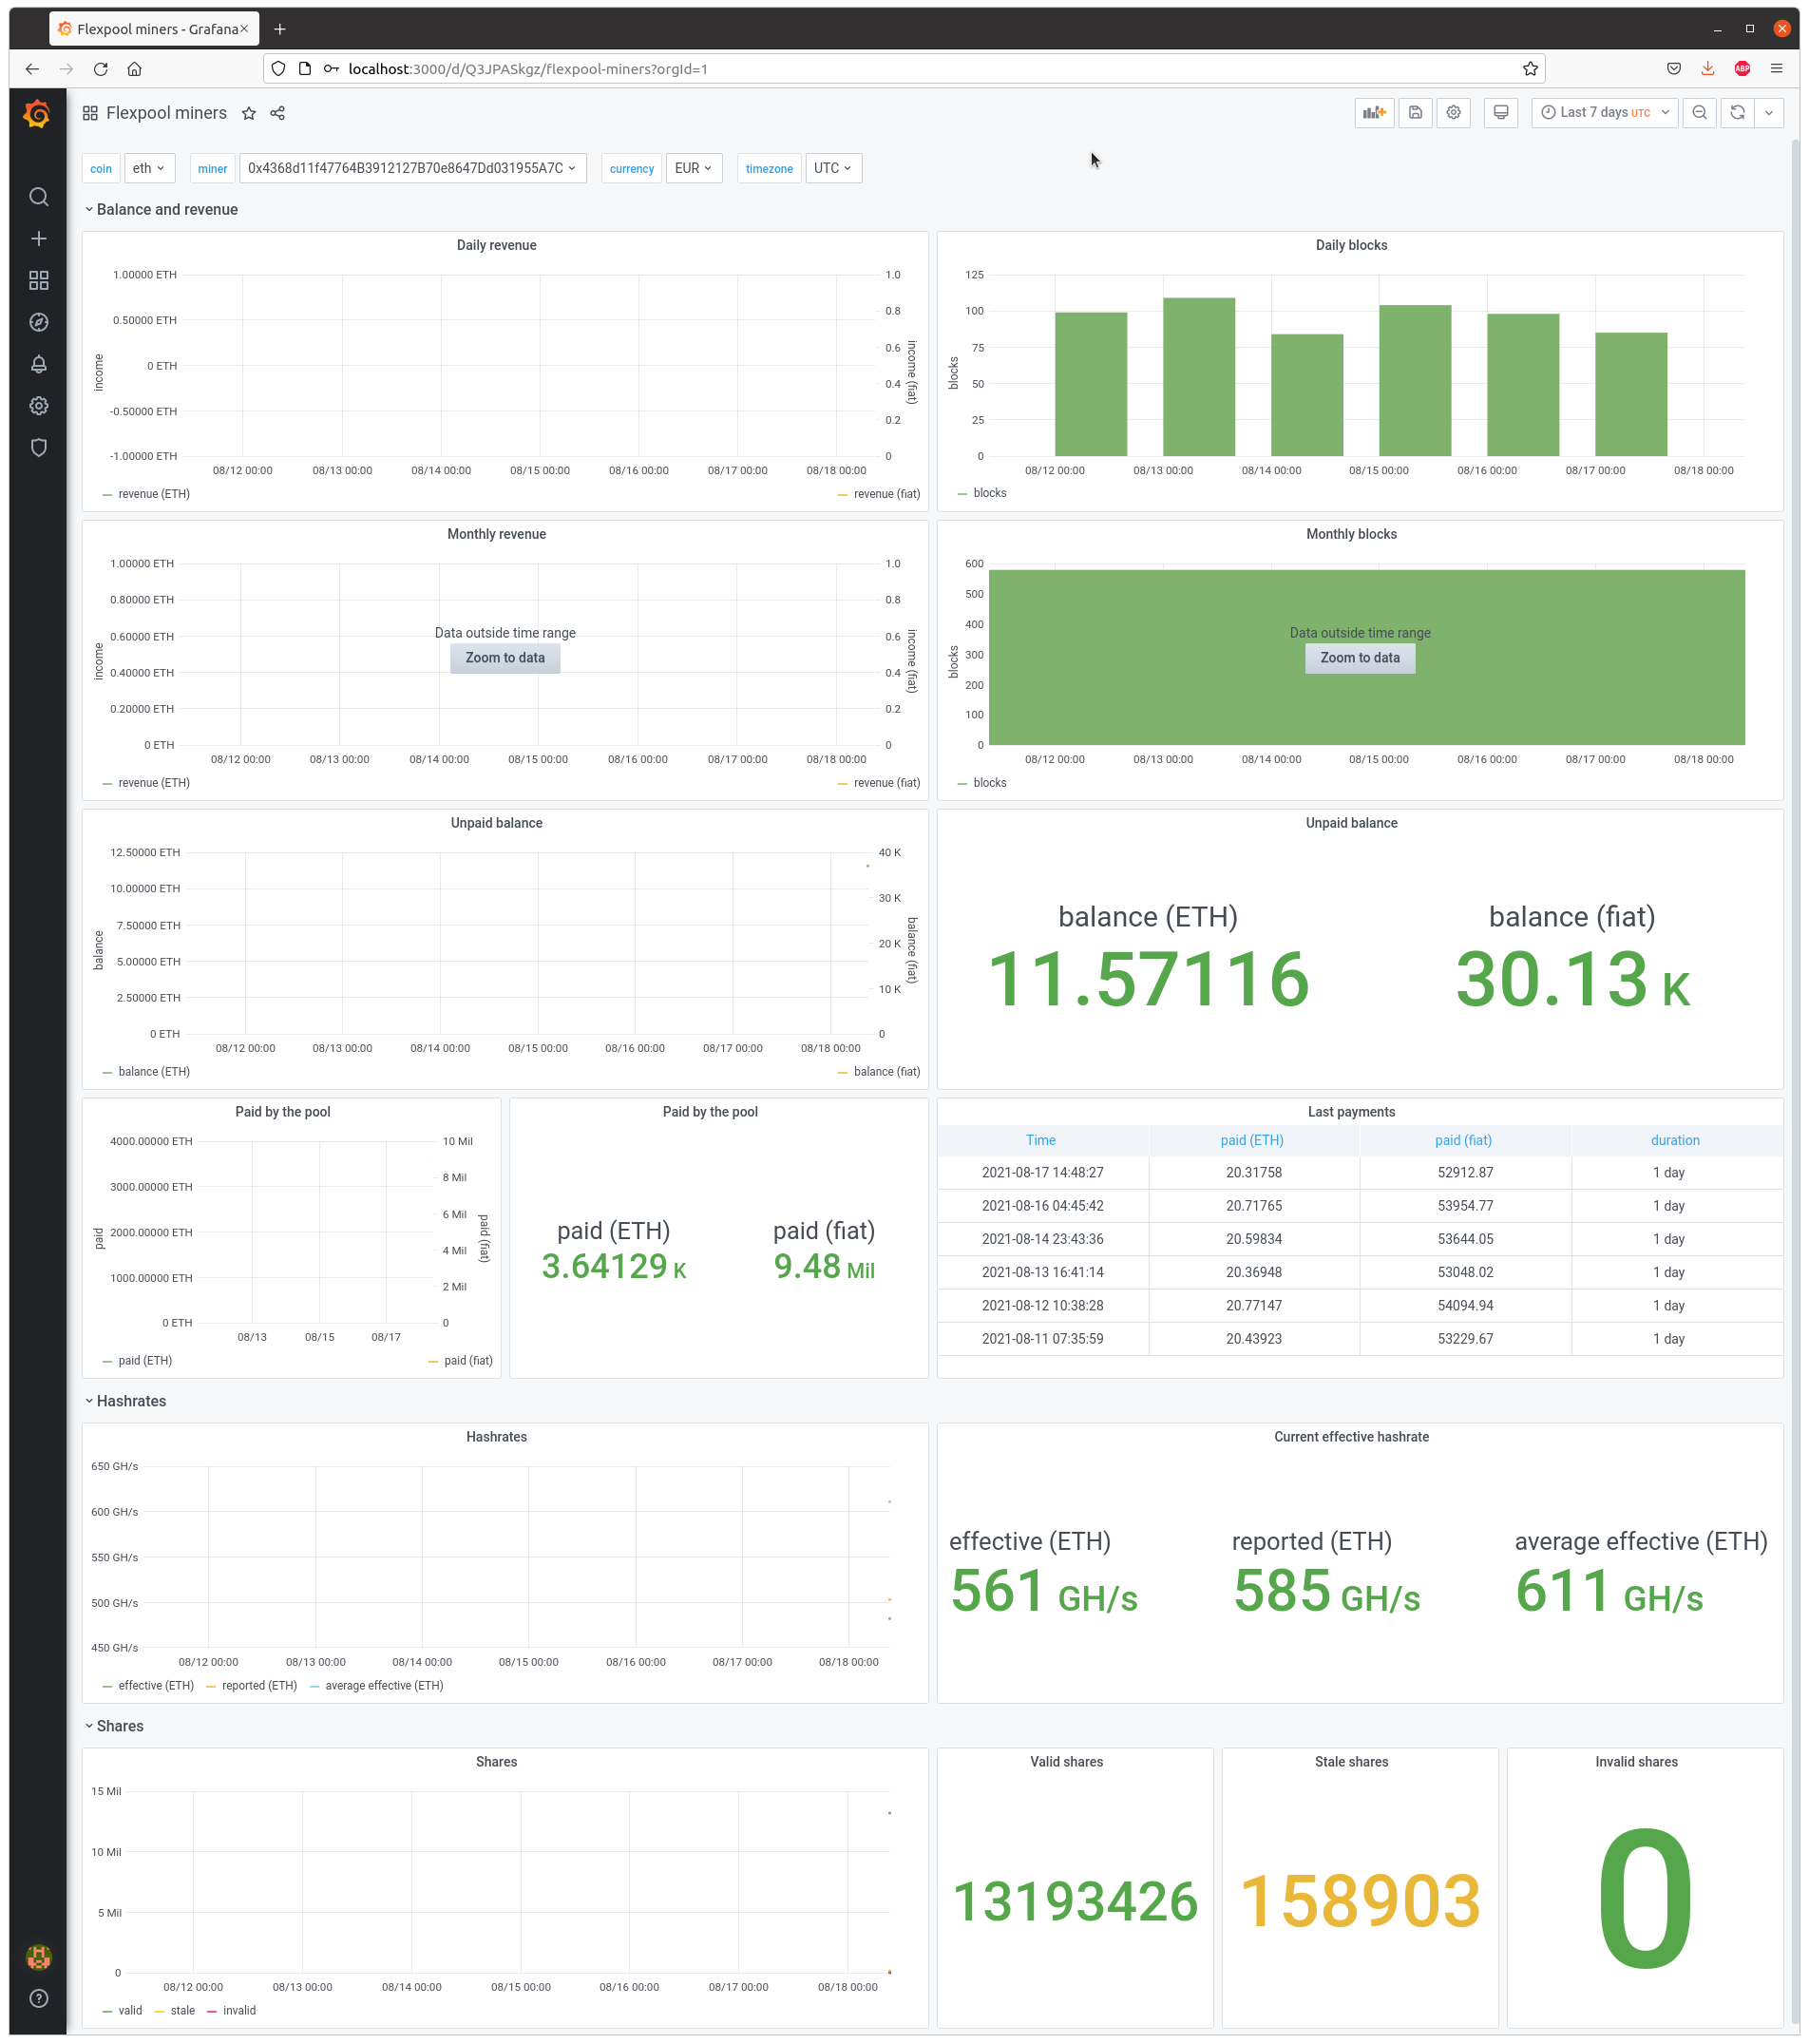 Flexpool miners - Grafana
localhost:3000/d/Q3JPASkgz/flexpool-miners?orgId=1
ABP
Flexpool miners
Last 7 days UTC
coin eth miner 0x4368d11f47764B3912127B70e8647Dd031955A7C currency EUR timezone UTC
Balance and revenue
Daily revenue
1.00000 ETH
0.50000 ETH
0 ETH
-0.50000 ETH
-1.00000 ETH
income
1.0
0.8
0.6
0.4
0.2
0
income (fiat)
08/12 00:00 08/13 00:00 08/14 00:00 08/15 00:00 08/16 00:00 08/17 00:00 08/18 00:00
revenue (ETH) revenue (fiat)
Daily blocks
125
100
75
50
25
0
blocks
08/12 00:00 08/13 00:00 08/14 00:00 08/15 00:00 08/16 00:00 08/17 00:00 08/18 00:00
blocks
Monthly revenue
1.00000 ETH
0.80000 ETH
0.60000 ETH
0.40000 ETH
0.20000 ETH
0 ETH
income
Data outside time range
Zoom to data
1.0
0.8
0.6
0.4
0.2
0
income (fiat)
08/12 00:00 08/13 00:00 08/14 00:00 08/15 00:00 08/16 00:00 08/17 00:00 08/18 00:00
revenue (ETH) revenue (fiat)
Monthly blocks
600
500
400
300
200
100
0
blocks
Data outside time range
Zoom to data
08/12 00:00 08/13 00:00 08/14 00:00 08/15 00:00 08/16 00:00 08/17 00:00 08/18 00:00
blocks
Unpaid balance
12.50000 ETH
10.00000 ETH
7.50000 ETH
5.00000 ETH
2.50000 ETH
0 ETH
balance
40 K
30 K
20 K
10 K
0
balance (fiat)
08/12 00:00 08/13 00:00 08/14 00:00 08/15 00:00 08/16 00:00 08/17 00:00 08/18 00:00
balance (ETH) balance (fiat)
Unpaid balance
balance (ETH) balance (fiat)
11.57116 30.13 K
Paid by the pool
4000.00000 ETH
3000.00000 ETH
2000.00000 ETH
1000.00000 ETH
0 ETH
paid
10 Mil
8 Mil
6 Mil
4 Mil
2 Mil
0
paid (fiat)
08/13 08/15 08/17
paid (ETH) paid (fiat)
Paid by the pool
paid (ETH) paid (fiat)
3.64129 K 9.48 Mil
Last payments
Time paid (ETH) paid (fiat) duration
2021-08-17 14:48:27 20.31758 52912.87 1 day
2021-08-16 04:45:42 20.71765 53954.77 1 day
2021-08-14 23:43:36 20.59834 53644.05 1 day
2021-08-13 16:41:14 20.36948 53048.02 1 day
2021-08-12 10:38:28 20.77147 54094.94 1 day
2021-08-11 07:35:59 20.43923 53229.67 1 day
Hashrates
Hashrates
650 GH/s
600 GH/s
550 GH/s
500 GH/s
450 GH/s
08/12 00:00 08/13 00:00 08/14 00:00 08/15 00:00 08/16 00:00 08/17 00:00 08/18 00:00
effective (ETH) reported (ETH) average effective (ETH)
Current effective hashrate
effective (ETH) reported (ETH) average effective (ETH)
561 GH/s 585 GH/s 611 GH/s
Shares
Shares
15 Mil
10 Mil
5 Mil
0
08/12 00:00 08/13 00:00 08/14 00:00 08/15 00:00 08/16 00:00 08/17 00:00 08/18 00:00
valid stale invalid
Valid shares
13193426
Stale shares
158903
Invalid shares
0